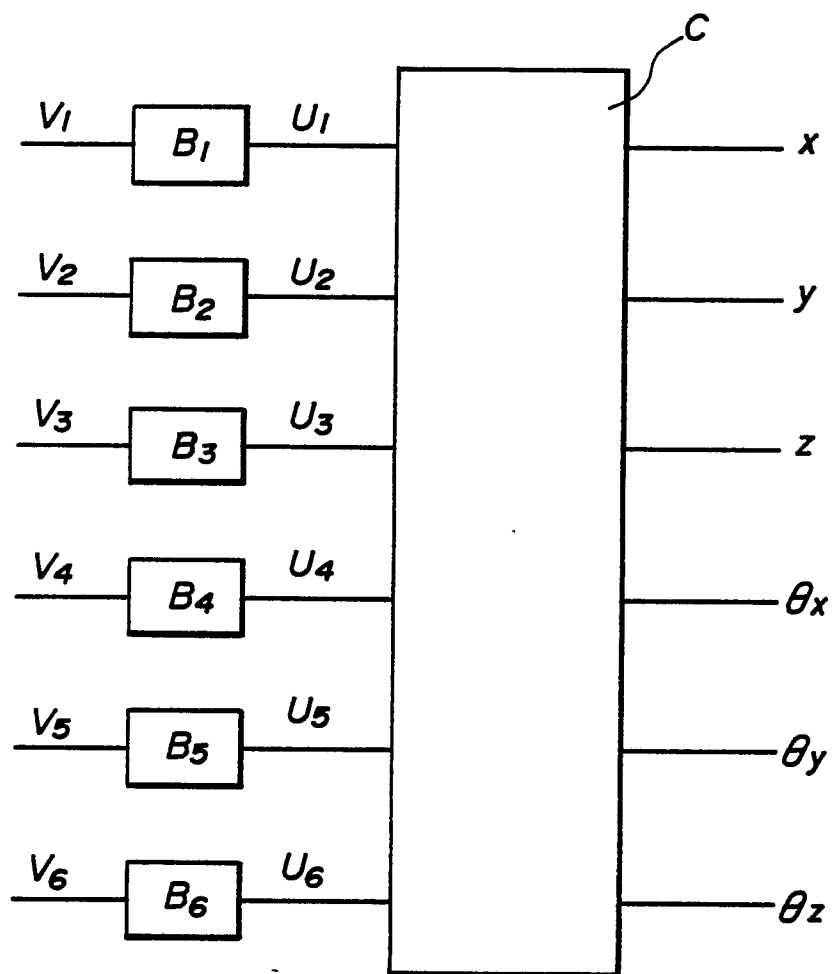 C
V1 B1 U1 x
V2 B2 U2 y
V3 B3 U3 z
V4 B4 U4 θx
V5 B5 U5 θy
V6 B6 U6 θz